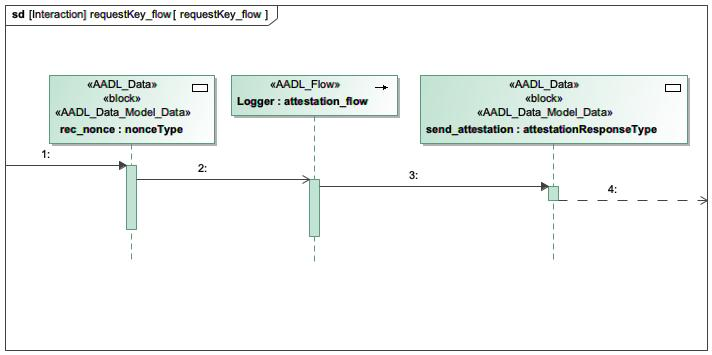 sd [Interaction] requestKey_flow[ requestKey_flow ]
«AADL_Data»
«block»
«AADL_Data_Model_Data»
rec_nonce : nonceType
«AADL_Flow»
Logger : attestation_flow
«AADL_Data»
«block»
«AADL_Data_Model_Data»
send_attestation : attestationResponseType
1:
2:
3:
4: